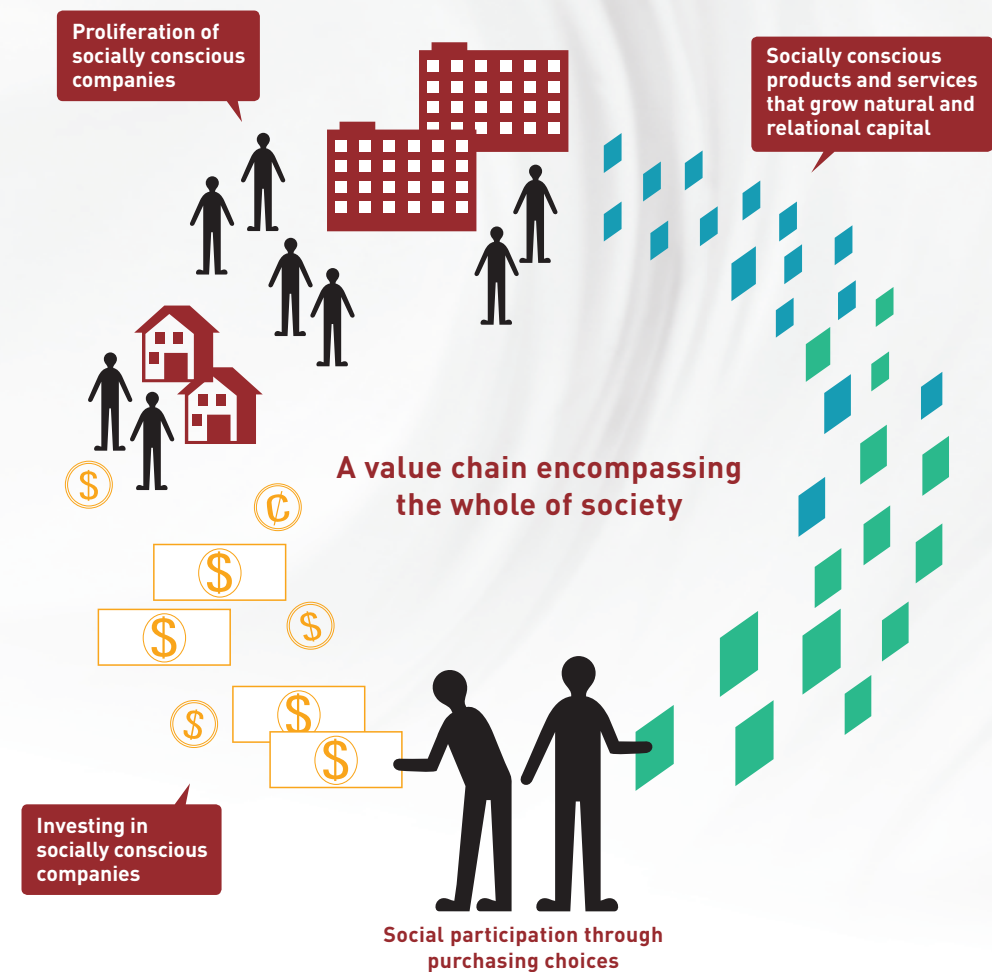 Proliferation of
socially conscious
companies
Socially conscious
products and services
that grow natural and
relational capital
A value chain encompassing
the whole of society
$
₵
$
$
$
$
$
$
Investing in
socially conscious
companies
Social participation through
purchasing choices